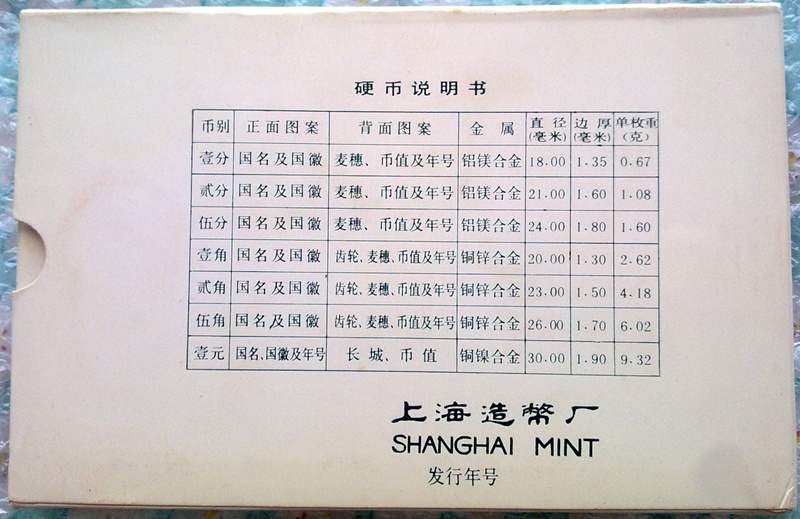 硬币说明书
币别 正面图案 背面图案 金属 直径(毫米) 边厚(毫米) 单枚重(克)
壹分 国名及国徽 麦穗、币值及年号 铝镁合金 18.00 1.35 0.67
贰分 国名及国徽 麦穗、币值及年号 铝镁合金 21.00 1.60 1.08
伍分 国名及国徽 麦穗、币值及年号 铝镁合金 24.00 1.80 1.60
壹角 国名及国徽 齿轮、麦穗、币值及年号 铜锌合金 20.00 1.30 2.62
贰角 国名及国徽 齿轮、麦穗、币值及年号 铜锌合金 23.00 1.50 4.18
伍角 国名及国徽 齿轮、麦穗、币值及年号 铜锌合金 26.00 1.70 6.02
壹元 国名、国徽及年号 长城、币值 铜镍合金 30.00 1.90 9.32
上海造幣厂
SHANGHAI MINT
发行年号